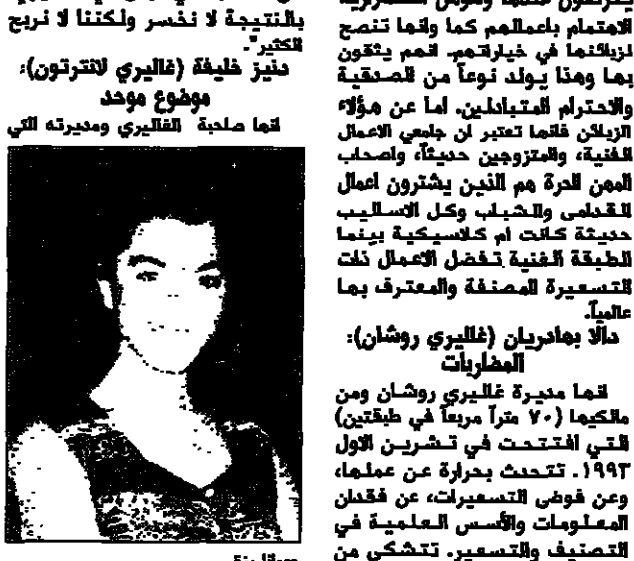 يعرضون
الاهتمام باعمالهم كما وانها تنصح
لزبائنها في خياراتهم. انهم يثقون
بها وهذا يولد نوعاً من الصدقية
والاحترام المتبادلين. اما عن هؤلاء
الزبائن فانها تعتبر ان جامعي الاعمال
الفنية، والمتزوجين حديثاً، واصحاب
المهن الحرة هم الذين يشترون اعمال
القدامى والشباب وكل الاساليب
حديثة كانت ام كلاسيكية بينما
الطبقة الغنية تفضل الاعمال ذات
التسعيرة المصنفة والمعترف بها
عالمياً.
دالا بهادريان (غاليري روشان):
المضاربات
انها مديرة غاليري روشان ومن
مالكيها (٧٠ متراً مربعاً في طبقتين)
التي افتتحت في تشرين الاول
١٩٩٣. تتحدث بحرارة عن عملها،
وعن فوضى التسعيرات، عن فقدان
المعلومات والأسس العلمية في
التصنيف والتسعير. تتشكى من
بالنتيجة لا نخسر ولكننا لا نربح
الكثير".
دنيز خليفة (غاليري لانترتون):
موضوع موحد
انها صاحبة الغاليري ومديرته التي